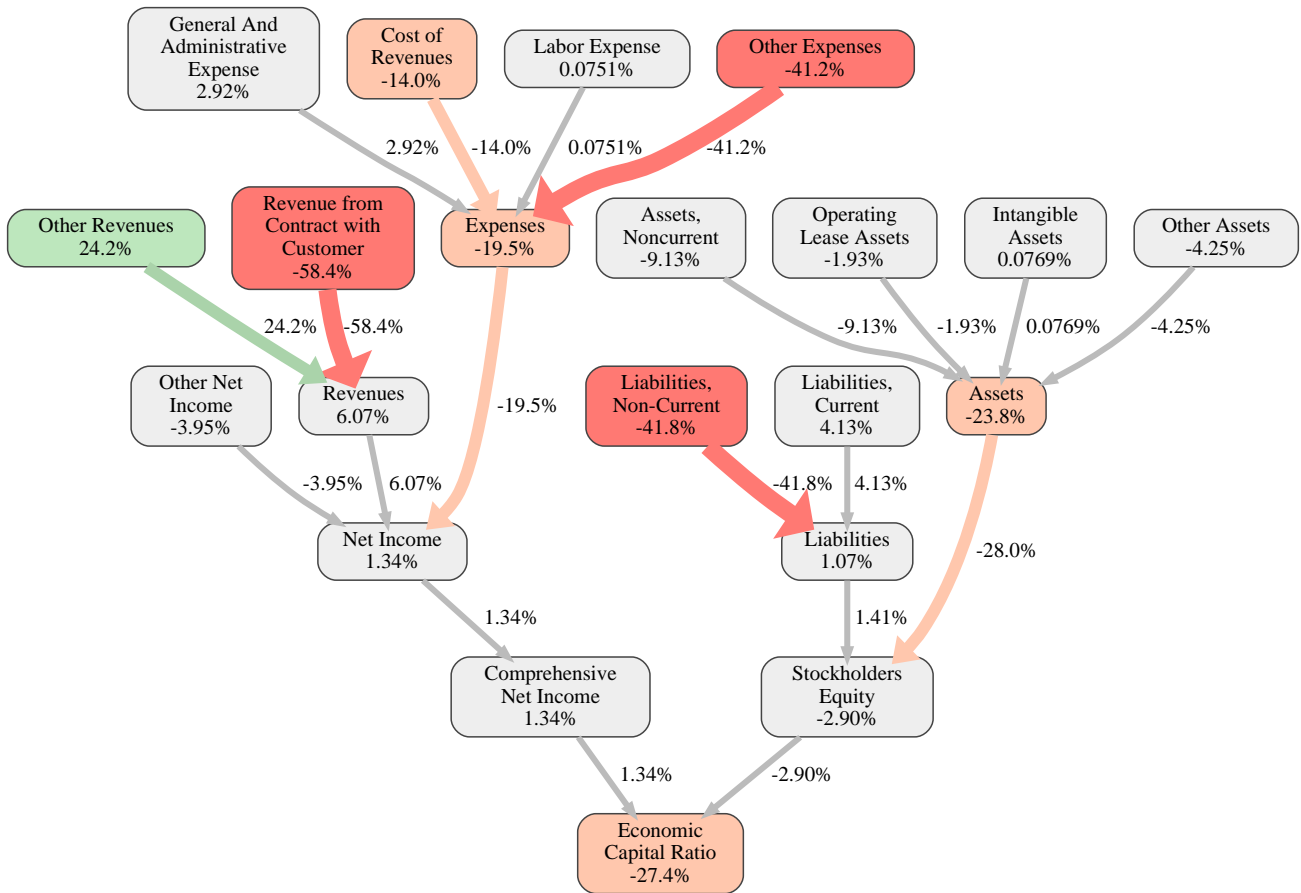 General And
Administrative
Expense
2.92%
Cost of
Revenues
-14.0%
Labor Expense
0.0751%
Other Expenses
-41.2%
2.92%
-14.0%
0.0751%
-41.2%
Other Revenues
24.2%
Revenue from
Contract with
Customer
-58.4%
Expenses
-19.5%
Assets,
Noncurrent
-9.13%
Operating
Lease Assets
-1.93%
Intangible
Assets
0.0769%
Other Assets
-4.25%
24.2%
-58.4%
-9.13%
-1.93%
0.0769%
-4.25%
Other Net
Income
-3.95%
Revenues
6.07%
-19.5%
Liabilities,
Non-Current
-41.8%
Liabilities,
Current
4.13%
Assets
-23.8%
-3.95%
6.07%
-41.8%
4.13%
Net Income
1.34%
Liabilities
1.07%
-28.0%
1.34%
1.41%
Comprehensive
Net Income
1.34%
Stockholders
Equity
-2.90%
1.34%
-2.90%
Economic
Capital Ratio
-27.4%